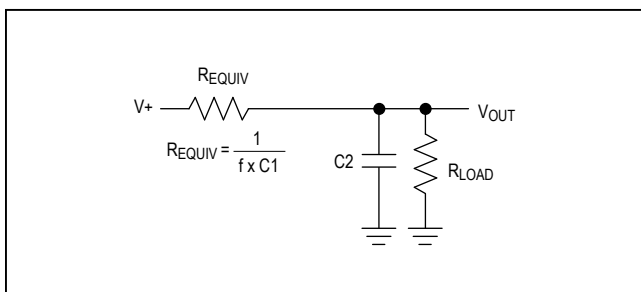 REQUIV
V+
VOUT
REQUIV = 1
f x C1
C2
RLOAD